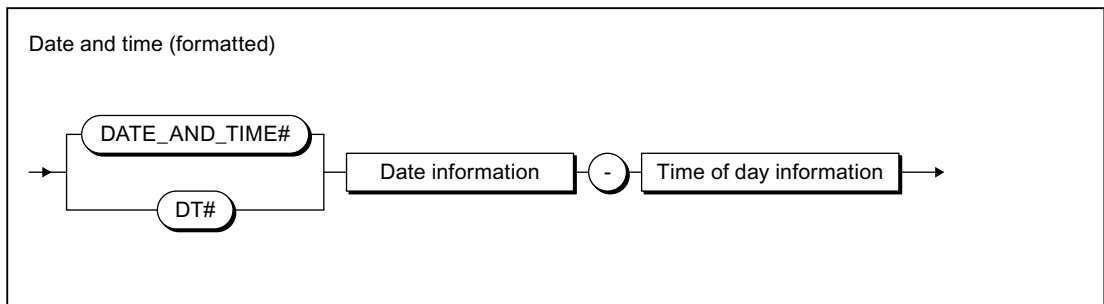 Date and time (formatted)
DATE_AND_TIME#
DT#
Date information
-
Time of day information